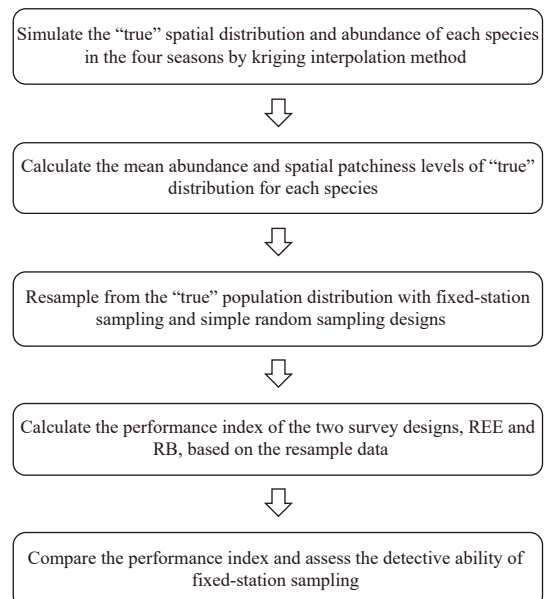 Simulate the “true” spatial distribution and abundance of each species
in the four seasons by kriging interpolation method
Calculate the mean abundance and spatial patchiness levels of “true”
distribution for each species
Resample from the “true” population distribution with fixed-station
sampling and simple random sampling designs
Calculate the performance index of the two survey designs, REE and
RB, based on the resample data
Compare the performance index and assess the detective ability of
fixed-station sampling